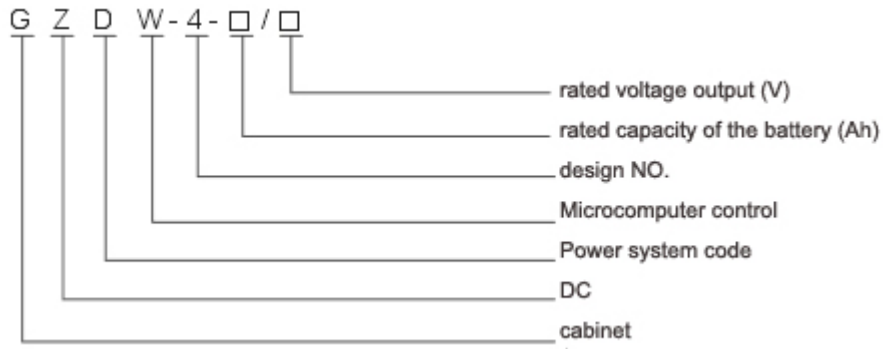 G Z D W - 4 - □ / □
rated voltage output (V)
rated capacity of the battery (Ah)
design NO.
Microcomputer control
Power system code
DC
cabinet